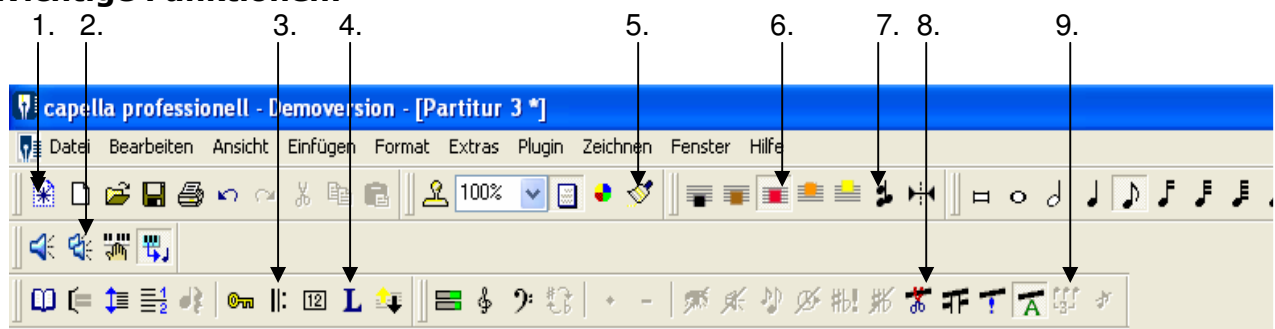 1. 2. 3. 4. 5. 6. 7. 8. 9.
capella professionell - Demoversion - [Partitur 3 *]
Datei Bearbeiten Ansicht Einfügen Format Extras Plugin Zeichnen Fenster Hilfe
100%
12 L A